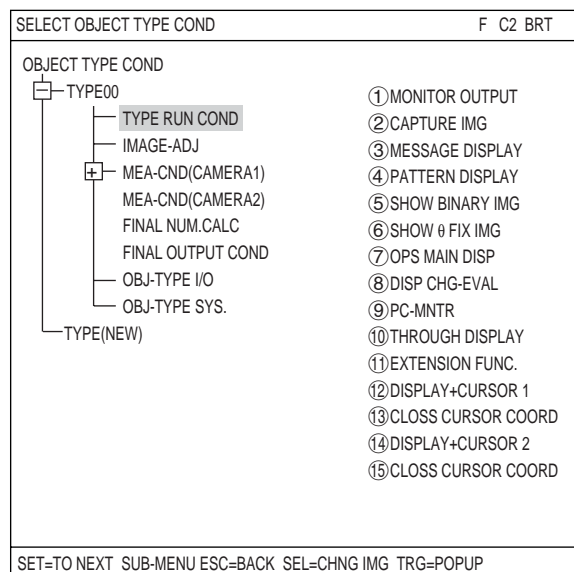 SELECT OBJECT TYPE COND F C2 BRT
OBJECT TYPE COND
TYPE00
TYPE RUN COND
IMAGE-ADJ
MEA-CND(CAMERA1)
MEA-CND(CAMERA2)
FINAL NUM.CALC
FINAL OUTPUT COND
OBJ-TYPE I/O
OBJ-TYPE SYS.
TYPE(NEW)
①MONITOR OUTPUT
②CAPTURE IMG
③MESSAGE DISPLAY
④PATTERN DISPLAY
⑤SHOW BINARY IMG
⑥SHOW θ FIX IMG
⑦OPS MAIN DISP
⑧DISP CHG-EVAL
⑨PC-MNTR
⑩THROUGH DISPLAY
⑪EXTENSION FUNC.
⑫DISPLAY+CURSOR 1
⑬CLOSS CURSOR COORD
⑭DISPLAY+CURSOR 2
⑮CLOSS CURSOR COORD
SET=TO NEXT SUB-MENU ESC=BACK SEL=CHNG IMG TRG=POPUP